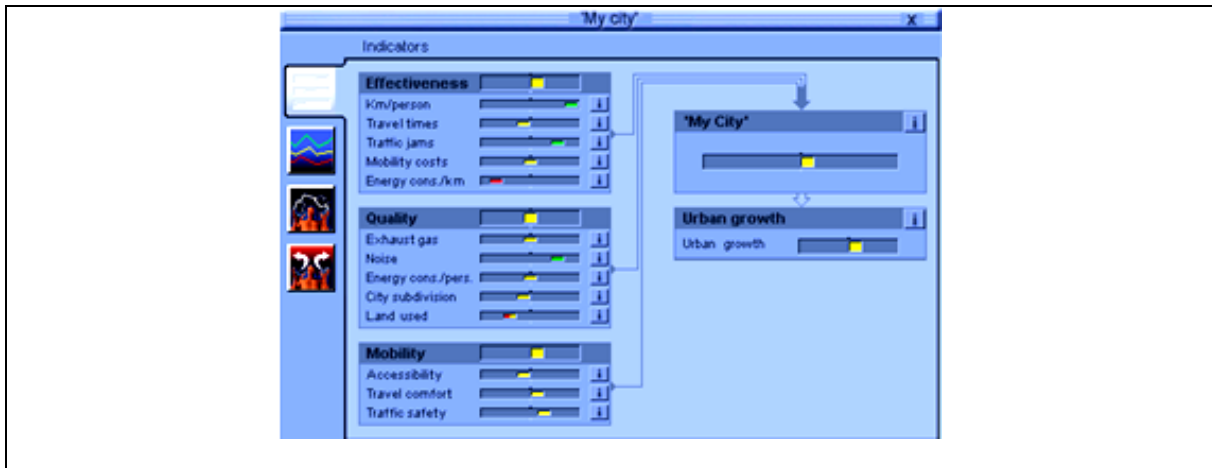 'My city'
X
Indicators
Effectiveness
Km/person
Travel times
Traffic jams
Mobility costs
Energy cons./km
Quality
Exhaust gas
Noise
Energy cons./pers.
City subdivision
Land used
Mobility
Accessibility
Travel comfort
Traffic safety
'My City'
Urban growth
Urban growth